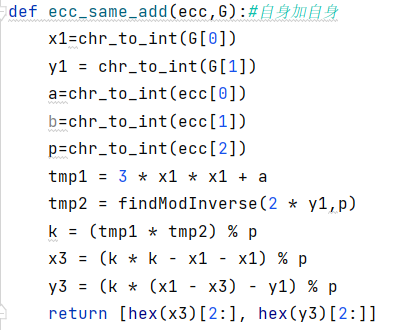 def ecc_same_add(ecc,G):#自身加自身
    x1=chr_to_int(G[0])
    y1 = chr_to_int(G[1])
    a=chr_to_int(ecc[0])
    b=chr_to_int(ecc[1])
    p=chr_to_int(ecc[2])
    tmp1 = 3 * x1 * x1 + a
    tmp2 = findModInverse(2 * y1,p)
    k = (tmp1 * tmp2) % p
    x3 = (k * k - x1 - x1) % p
    y3 = (k * (x1 - x3) - y1) % p
    return [hex(x3)[2:], hex(y3)[2:]]